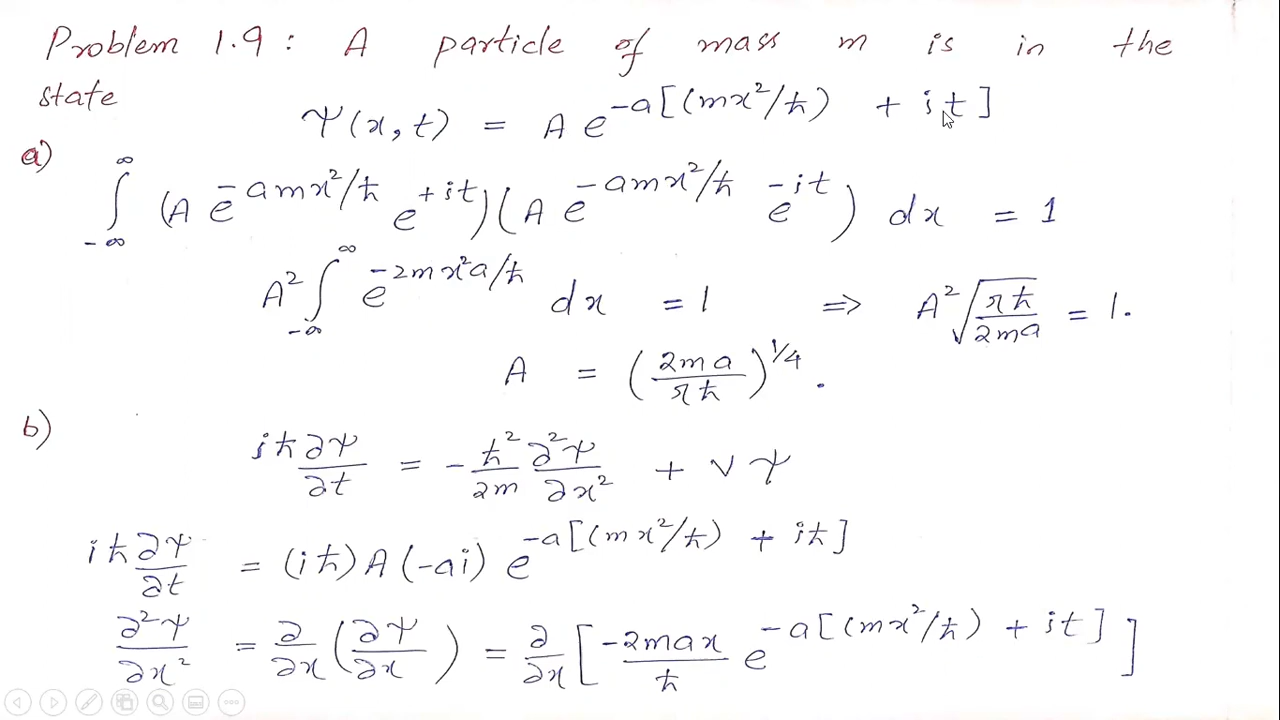 Problem 1.9 : A particle of mass m is in the
state
Ψ(x, t) = A e^{-a[(mx²/ħ) + it]}
a)
∫_{-∞}^{∞} (A e^{-amx²/ħ} e^{+it})(A e^{-amx²/ħ} e^{-it}) dx = 1
A² ∫_{-∞}^{∞} e^{-2mx²a/ħ} dx = 1 => A² √(πħ/2ma) = 1.
A = (2ma/πħ)^{1/4}.
b)
iħ ∂Ψ/∂t = - ħ²/2m ∂²Ψ/∂x² + VΨ
iħ ∂Ψ/∂t = (iħ)A(-ai) e^{-a[(mx²/ħ) + iħ]}
∂²Ψ/∂x² = ∂/∂x (∂Ψ/∂x) = ∂/∂x [-2max/ħ e^{-a[(mx²/ħ) + it]}]